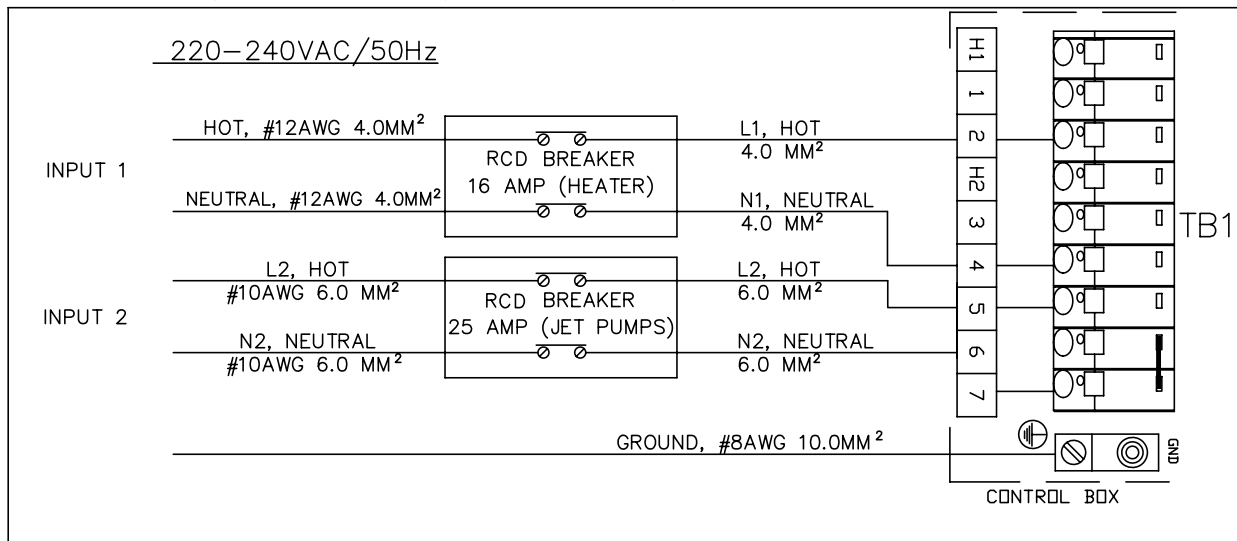 220-240VAC/50Hz
INPUT 1
HOT, #12AWG 4.0MM²
NEUTRAL, #12AWG 4.0MM²
RCD BREAKER
16 AMP (HEATER)
L1, HOT
4.0 MM²
N1, NEUTRAL
4.0 MM²
INPUT 2
L2, HOT
#10AWG 6.0 MM²
N2, NEUTRAL
#10AWG 6.0 MM²
RCD BREAKER
25 AMP (JET PUMPS)
L2, HOT
6.0 MM²
N2, NEUTRAL
6.0 MM²
GROUND, #8AWG 10.0MM²
H1
1
2
H2
3
4
5
6
7
TB1
GND
CONTROL BOX